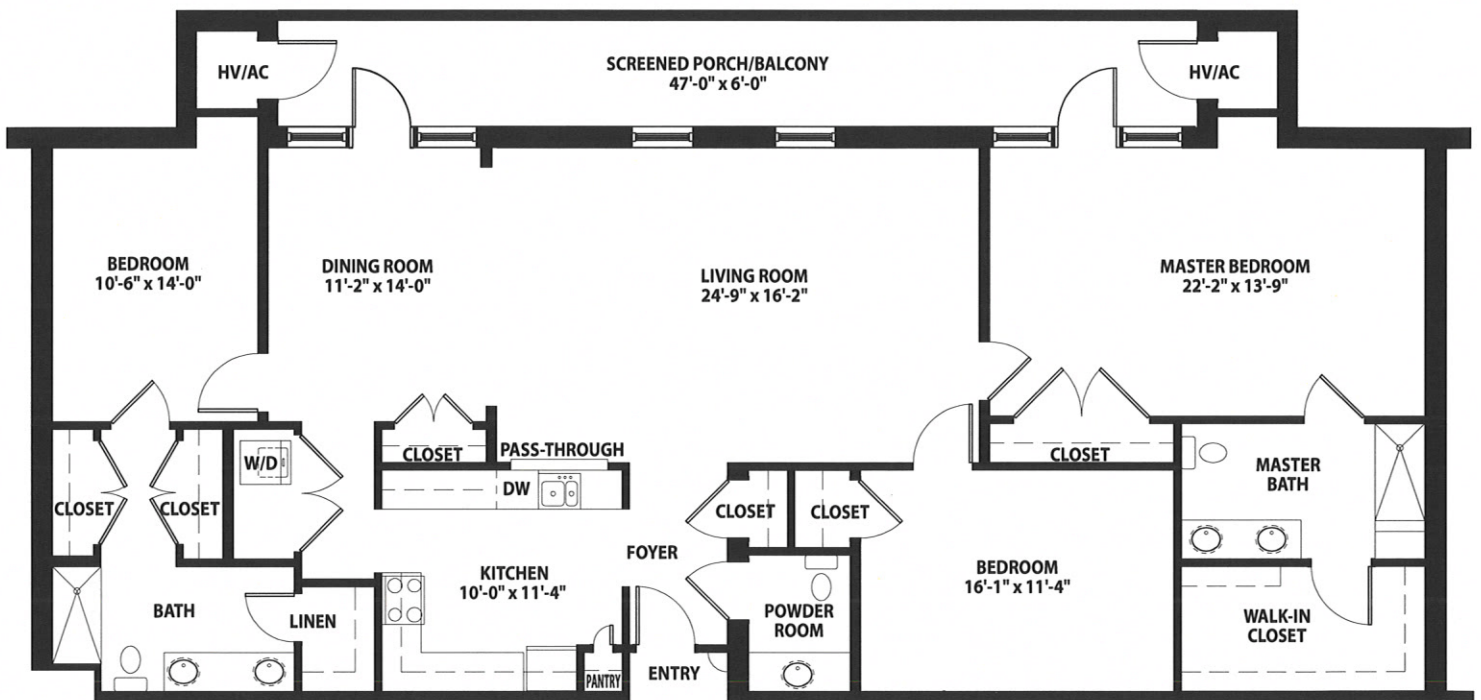 HV/AC
SCREENED PORCH/BALCONY
47'-0" x 6'-0"
HV/AC
BEDROOM
10'-6" x 14'-0"
DINING ROOM
11'-2" x 14'-0"
LIVING ROOM
24'-9" x 16'-2"
MASTER BEDROOM
22'-2" x 13'-9"
CLOSET
CLOSET
W/D
CLOSET
PASS-THROUGH
DW
CLOSET
CLOSET
CLOSET
MASTER
BATH
FOYER
KITCHEN
10'-0" x 11'-4"
BEDROOM
16'-1" x 11'-4"
BATH
LINEN
POWDER
ROOM
WALK-IN
CLOSET
PANTRY
ENTRY